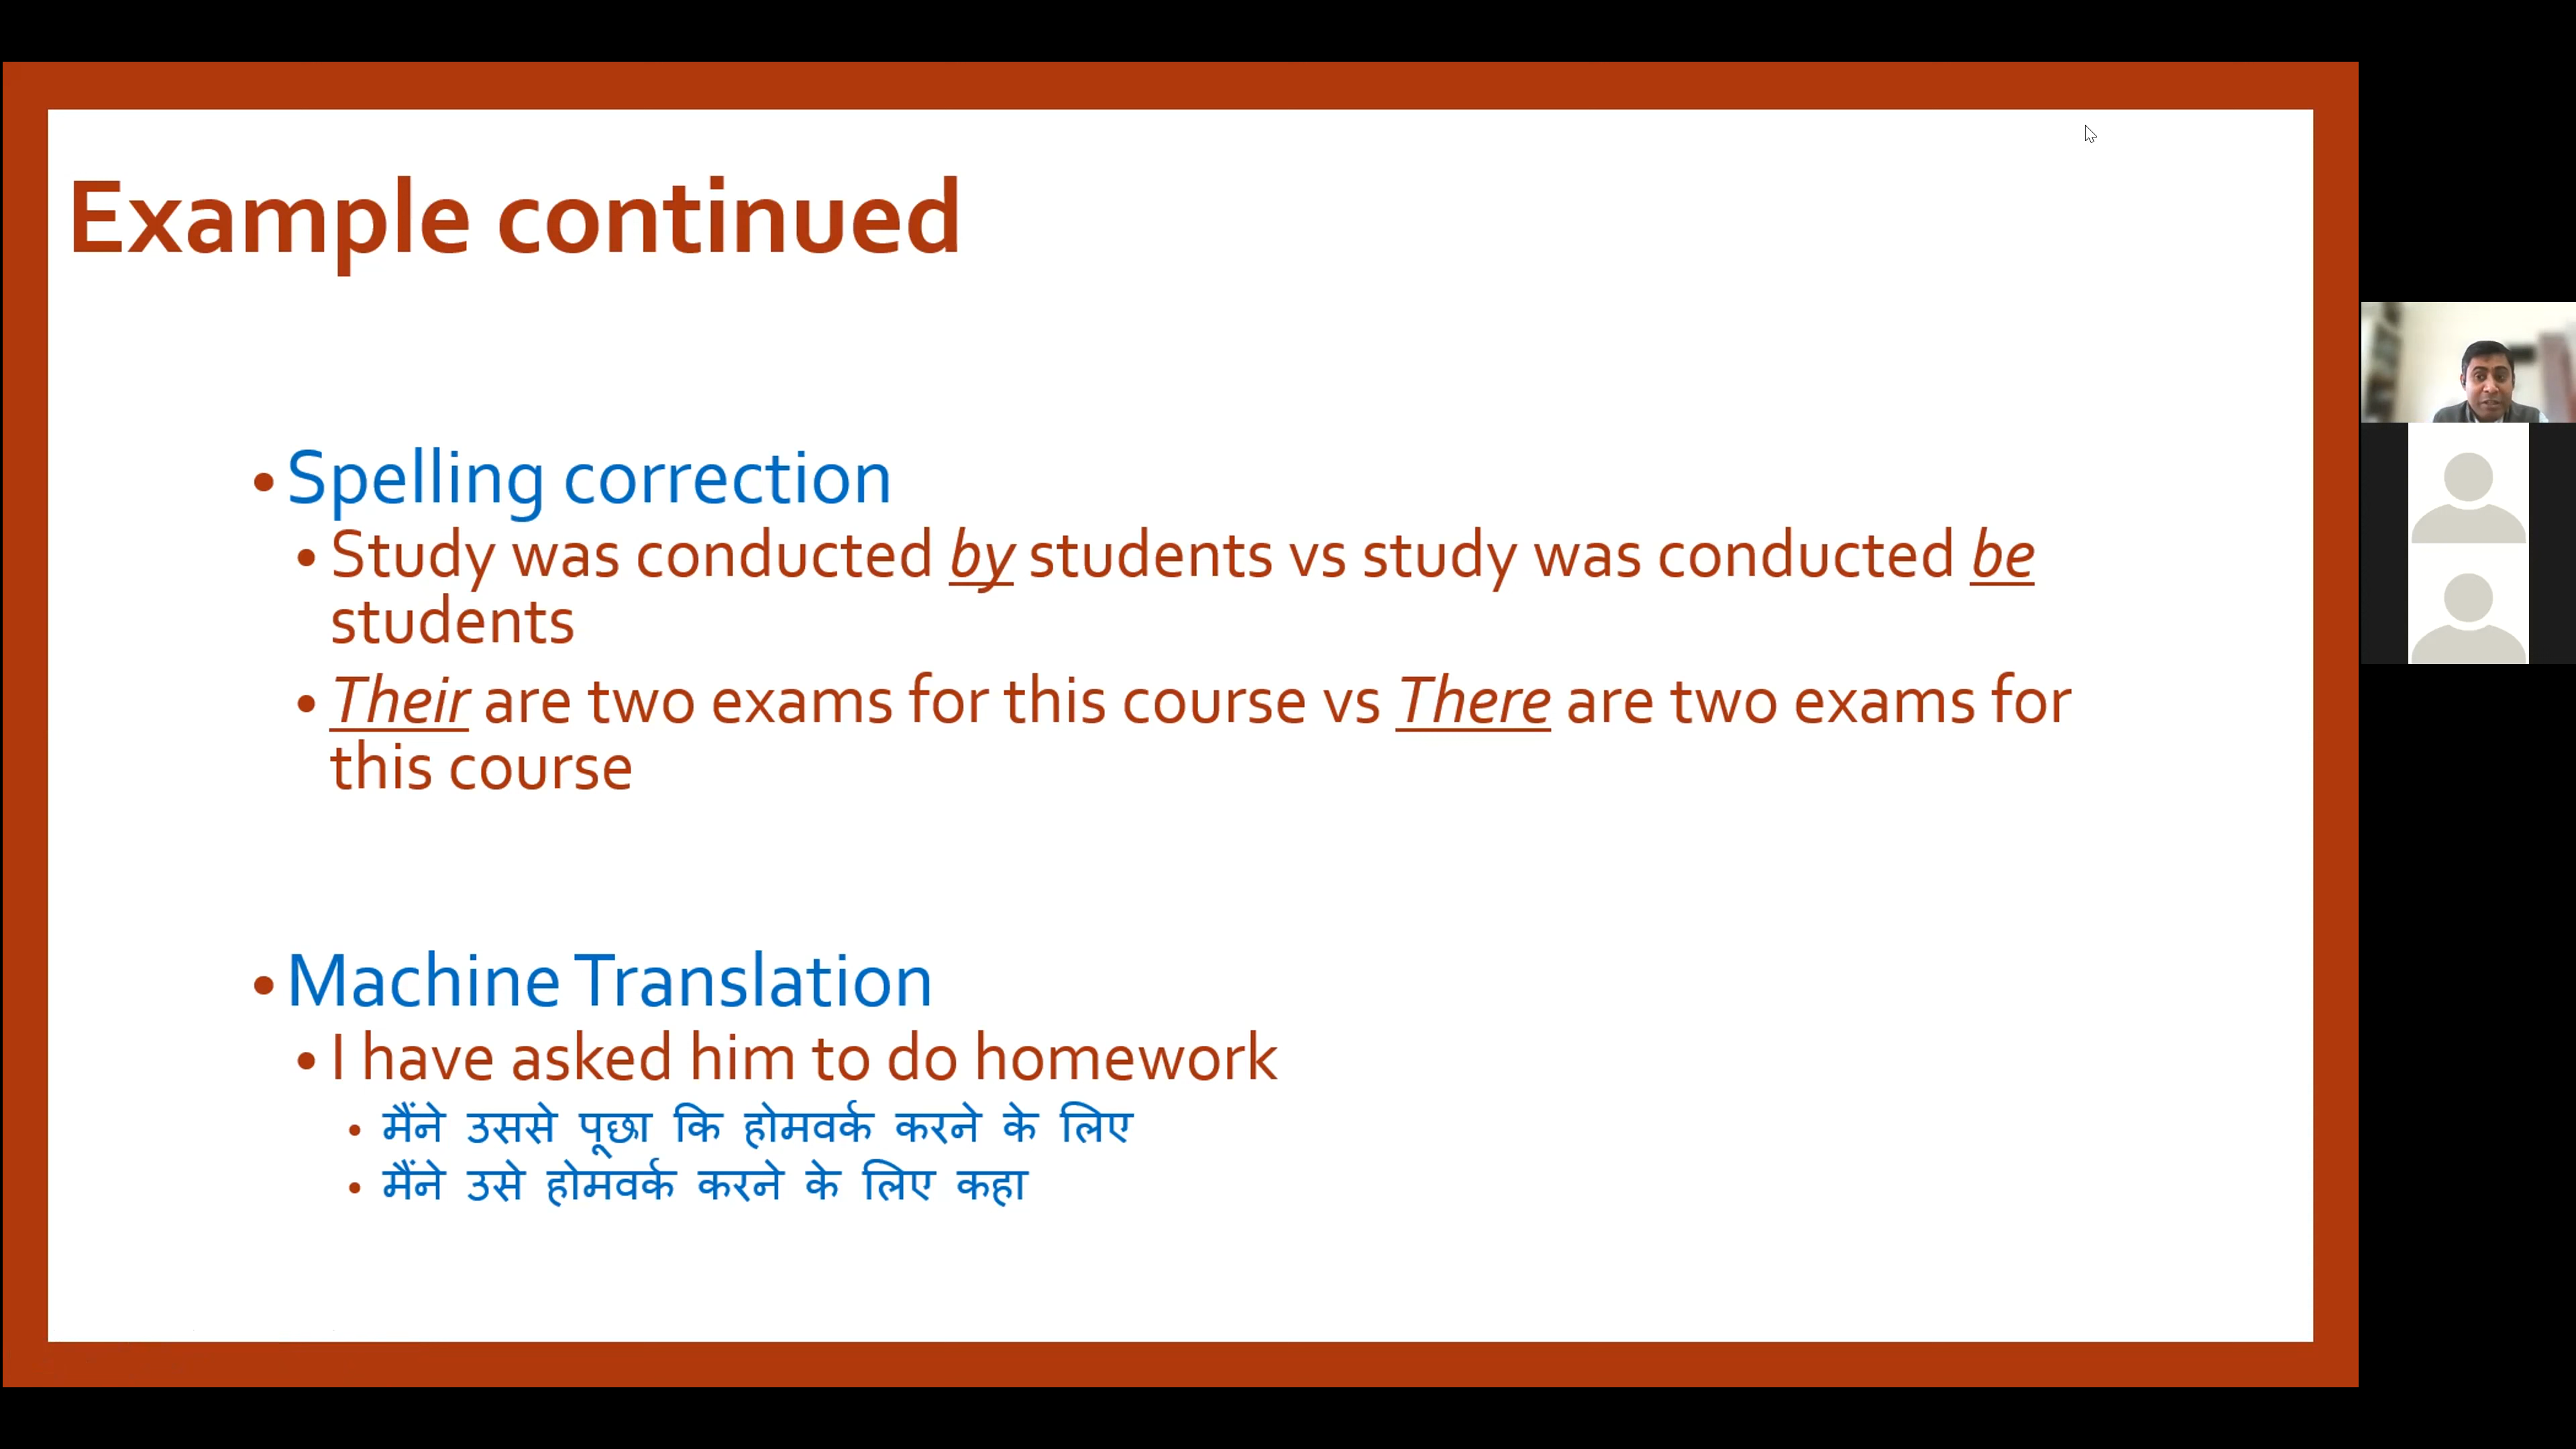 Example continued
• Spelling correction
• Study was conducted by students vs study was conducted be
students
• Their are two exams for this course vs There are two exams for
this course
• Machine Translation
• I have asked him to do homework
• मैंने उससे पूछा कि होमवर्क करने के लिए
• मैंने उसे होमवर्क करने के लिए कहा